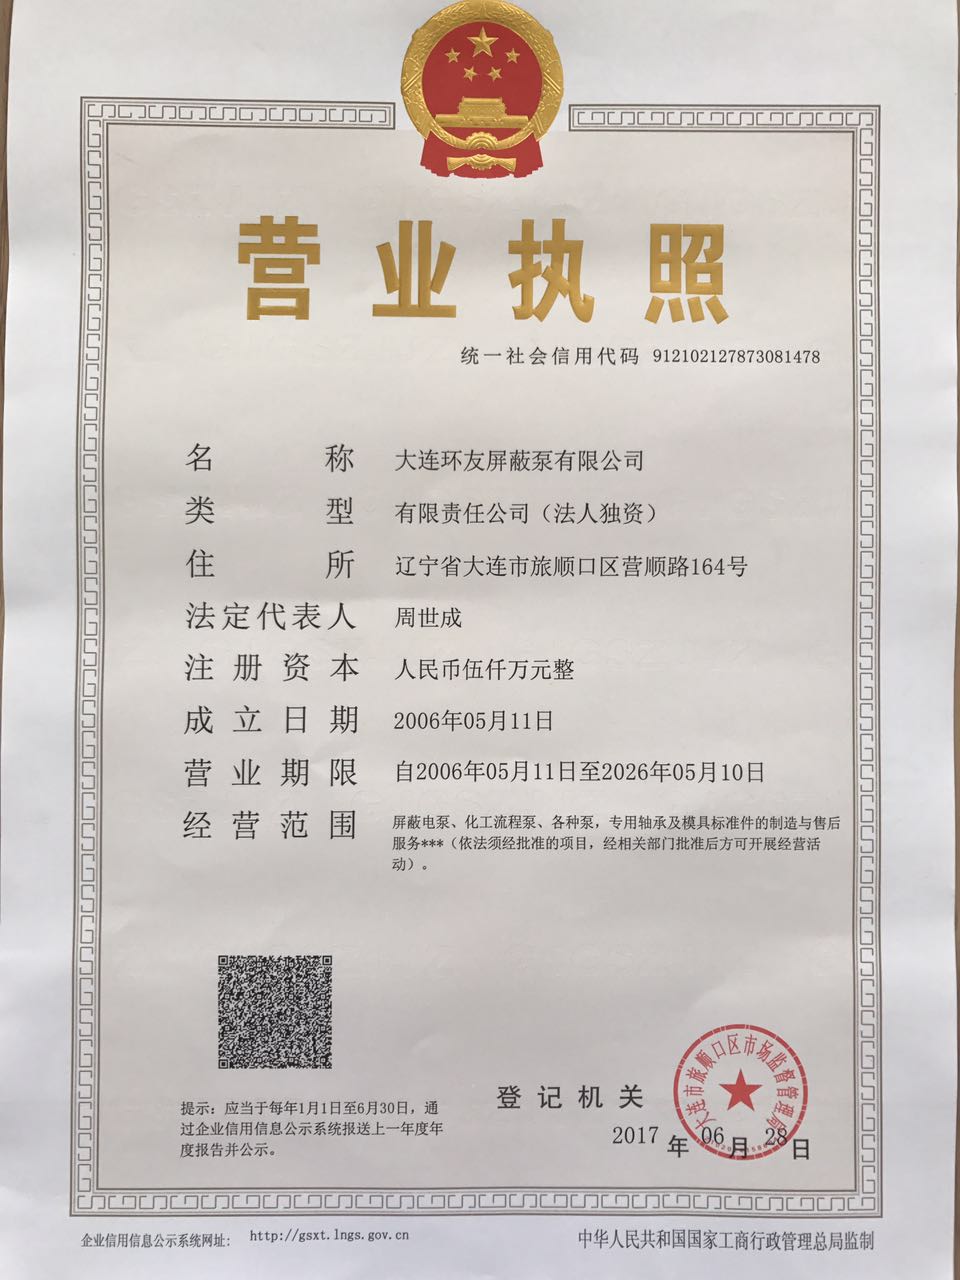 营业执照
统一社会信用代码 912102127873081478
名称 大连环友屏蔽泵有限公司
类型 有限责任公司（法人独资）
住所 辽宁省大连市旅顺口区营顺路164号
法定代表人 周世成
注册资本 人民币伍仟万元整
成立日期 2006年05月11日
营业期限 自2006年05月11日至2026年05月10日
经营范围 屏蔽电泵、化工流程泵、各种泵，专用轴承及模具标准件的制造与售后
服务***（依法须经批准的项目，经相关部门批准后方可开展经营活
动）。
登记机关
大连市旅顺口区市场监督管理局
2017年06月28日
提示：应当于每年1月1日至6月30日，通
过企业信用信息公示系统报送上一年度年
度报告并公示。
企业信用信息公示系统网址： http://gsxt.lngs.gov.cn
中华人民共和国国家工商行政管理总局监制